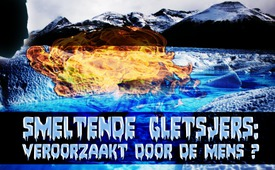 SMELTENDE GLETSJERS:
VEROORZAAKT DOOR DE MENS ?